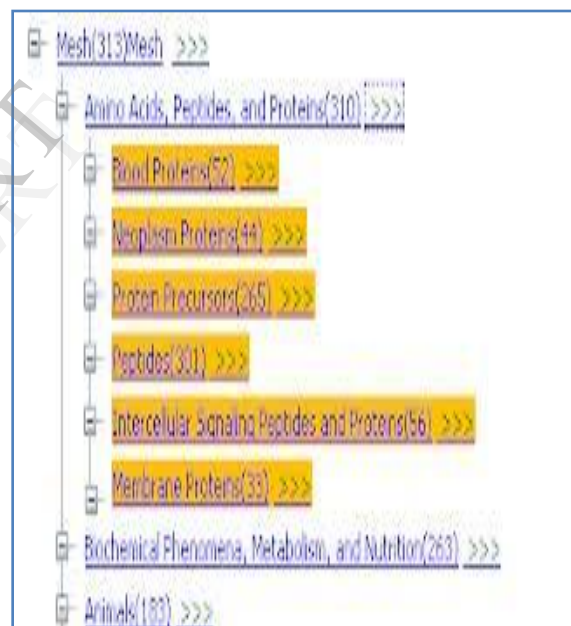 Mesh(313)Mesh >>>
Amino Acids, Peptides, and Proteins(310) >>>
Blood Proteins(52) >>>
Neoplasm Proteins(44) >>>
Protein Precursors(265) >>>
Peptides(301) >>>
Intercellular Signaling Peptides and Proteins(56) >>>
Membrane Proteins(33) >>>
Biochemical Phenomena, Metabolism, and Nutrition(263) >>>
Animals(183) >>>